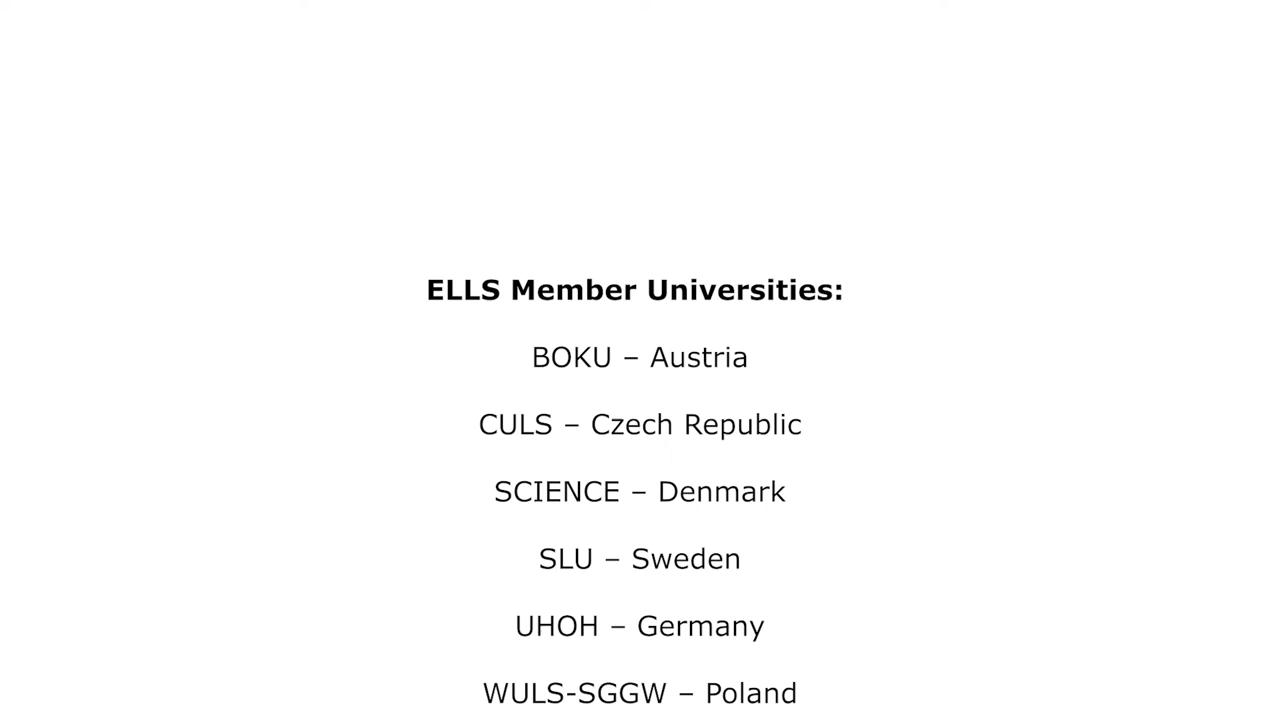 ELLS Member Universities:
BOKU – Austria
CULS – Czech Republic
SCIENCE – Denmark
SLU – Sweden
UHOH – Germany
WULS-SGGW – Poland